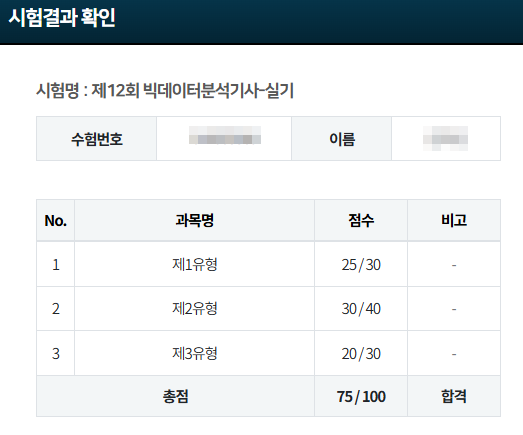 시험결과 확인
시험명 : 제12회 빅데이터분석기사-실기
수험번호 이름
No. 과목명 점수 비고
1 제1유형 25 / 30 -
2 제2유형 30 / 40 -
3 제3유형 20 / 30 -
총점 75 / 100 합격